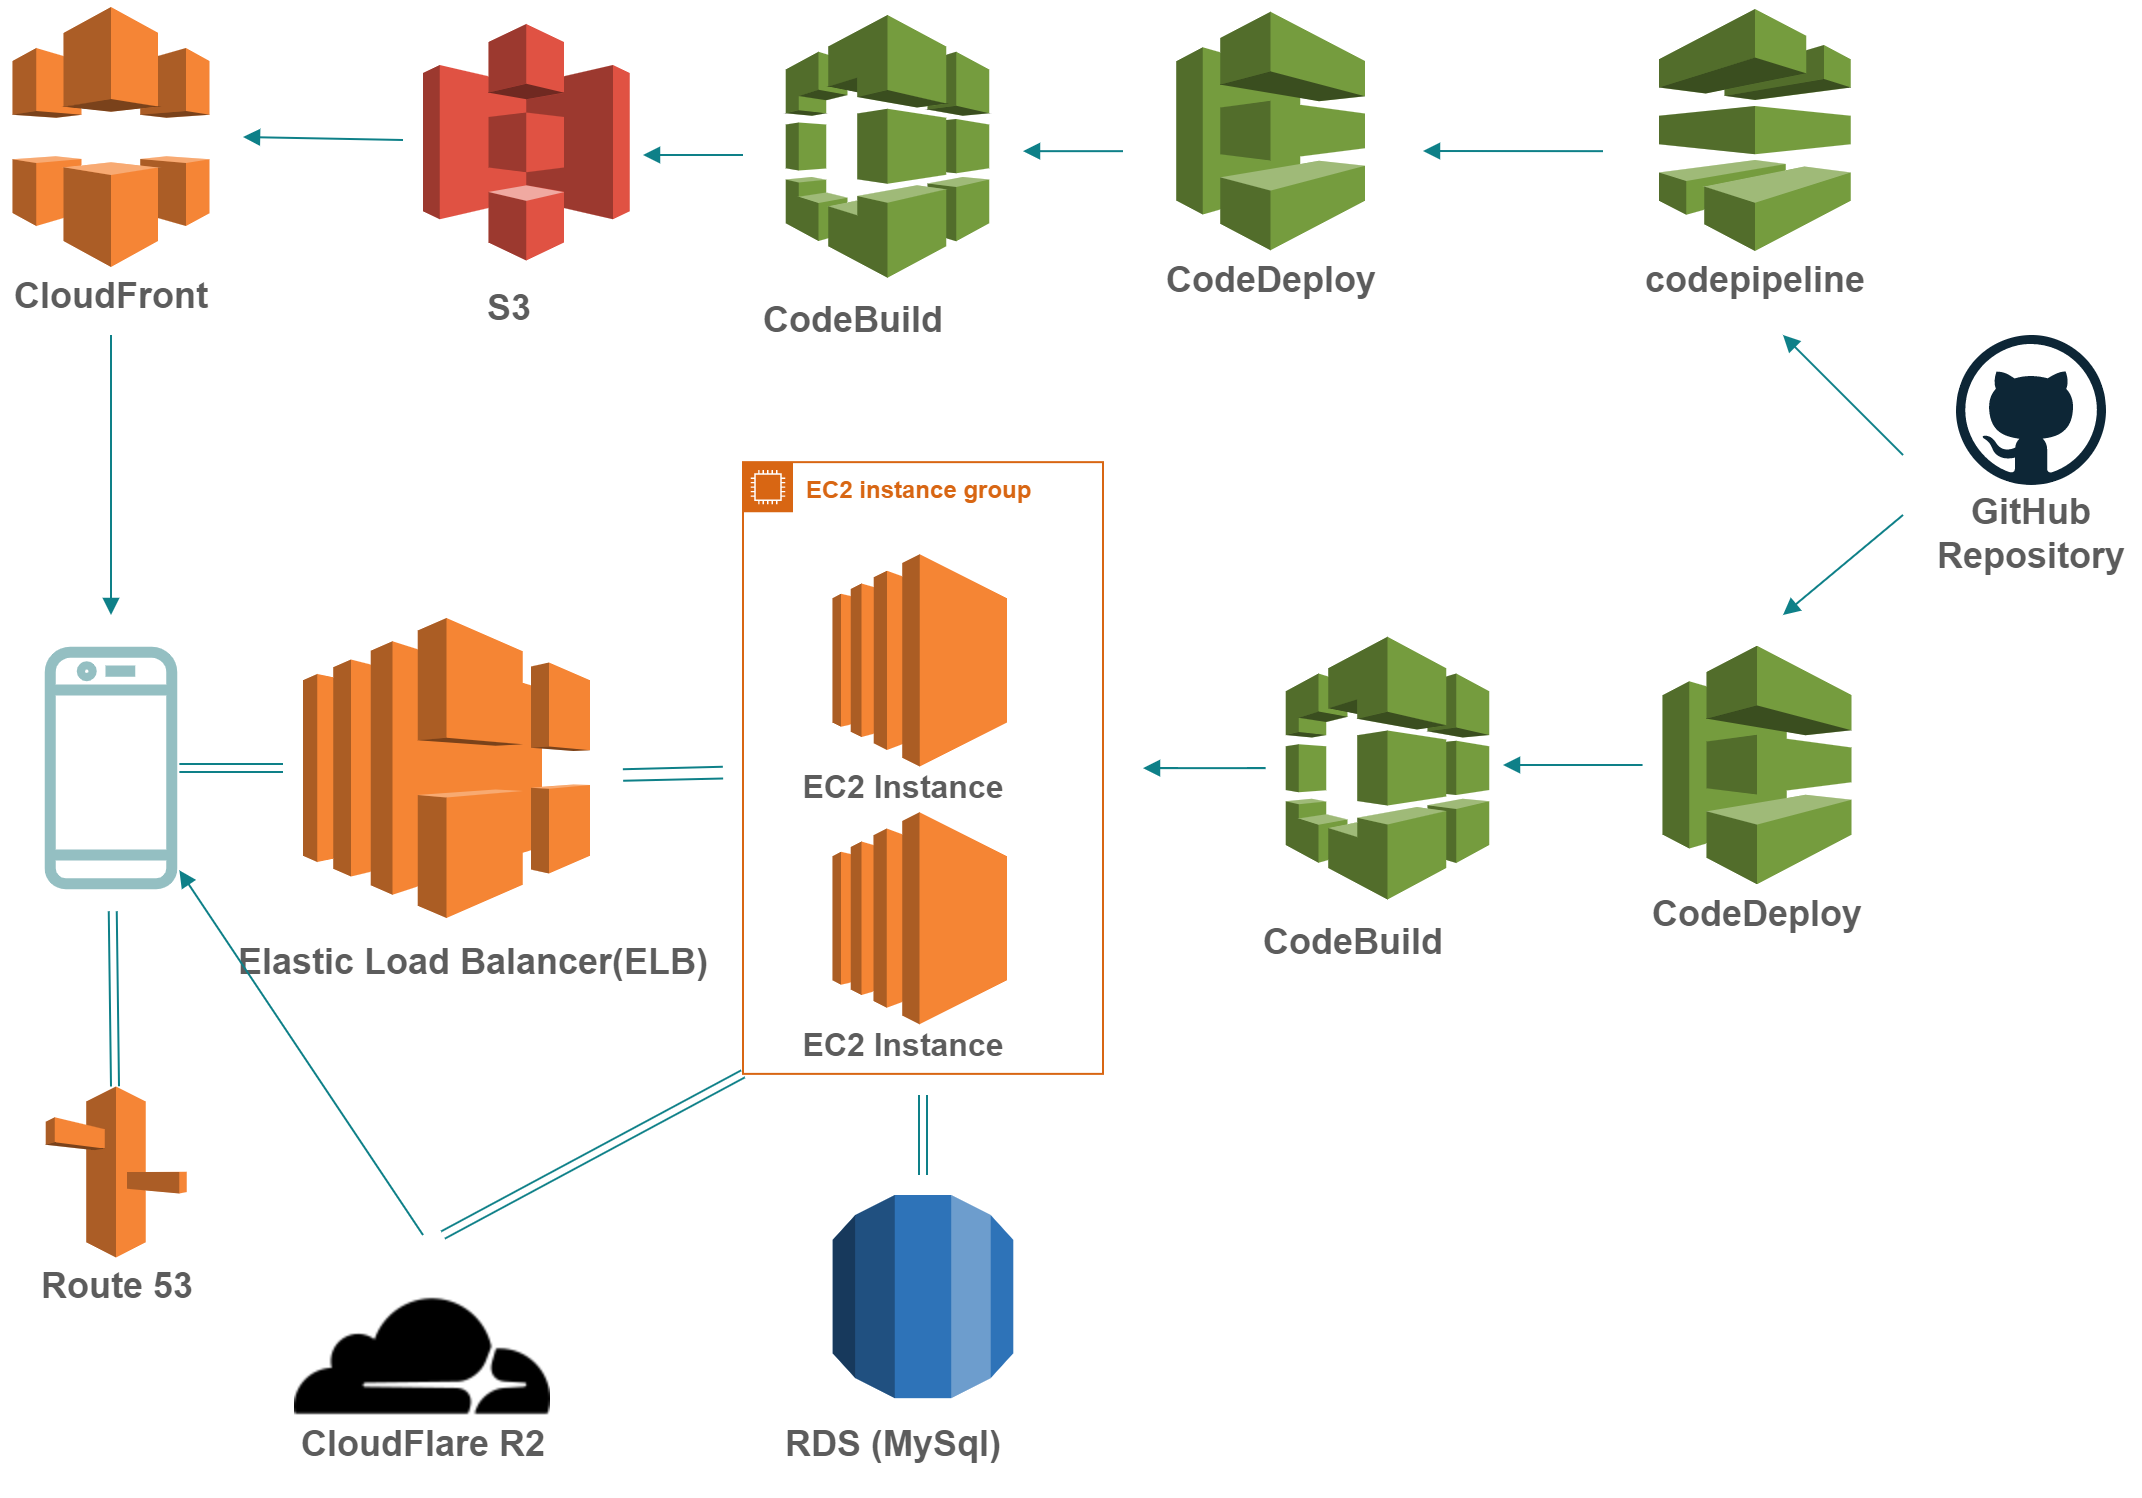 CloudFront
S3
CodeBuild
CodeDeploy
codepipeline
GitHub
Repository
EC2 instance group
EC2 Instance
EC2 Instance
Elastic Load Balancer(ELB)
CodeBuild
CodeDeploy
Route 53
CloudFlare R2
RDS (MySql)